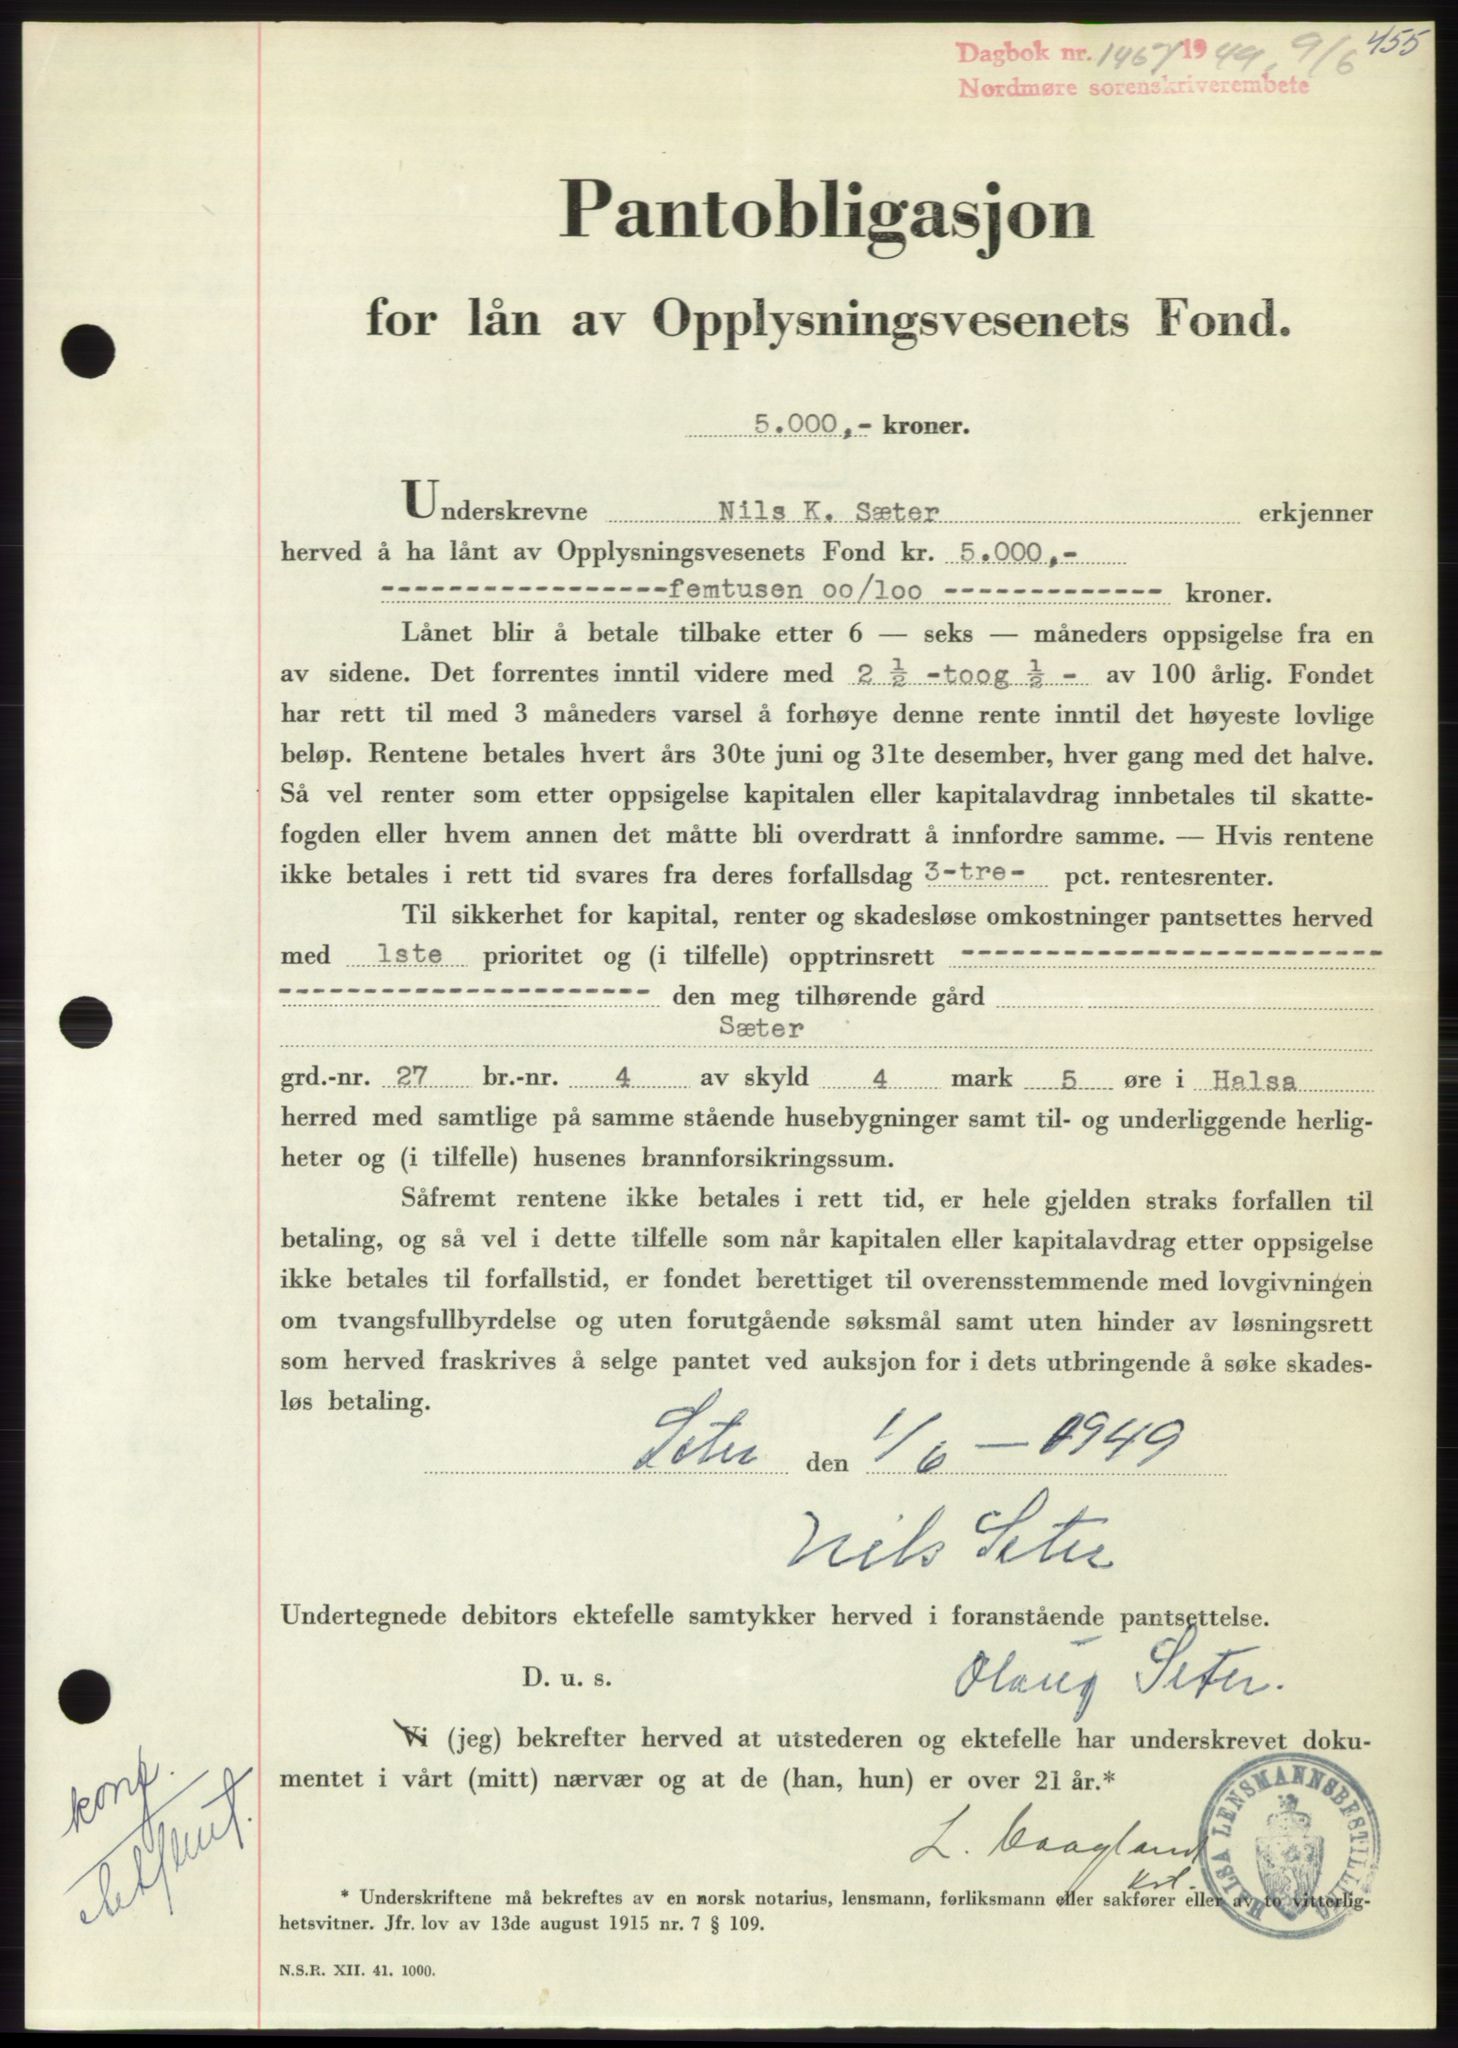 455
Dagbok nr. 1467 1949, 9/6
Nordmøre sorenskriverembete
Pantobligasjon
for lån av Opplysningsvesenets Fond.
5.000,- kroner.
Underskrevne Nils K. Sæter erkjenner
herved å ha lånt av Opplysningsvesenets Fond kr. 5.000,-
-----------------femtusen oo/loo ------------- kroner.
Lånet blir å betale tilbake etter 6 — seks — måneders oppsigelse fra en
av sidene. Det forrentes inntil videre med 2 ½ -toog ½ - av 100 årlig. Fondet
har rett til med 3 måneders varsel å forhøye denne rente inntil det høyeste lovlige
beløp. Rentene betales hvert års 30te juni og 31te desember, hver gang med det halve.
Så vel renter som etter oppsigelse kapitalen eller kapitalavdrag innbetales til skatte-
fogden eller hvem annen det måtte bli overdratt å innfordre samme. — Hvis rentene
ikke betales i rett tid svares fra deres forfallsdag 3-tre- pct. rentesrenter.
Til sikkerhet for kapital, renter og skadesløse omkostninger pantsettes herved
med 1ste prioritet og (i tilfelle) opptrinsrett -------------------------
---------------------- den meg tilhørende gård
Sæter
grd.-nr. 27 br.-nr. 4 av skyld 4 mark 5 øre i Halsa
herred med samtlige på samme stående husebygninger samt til- og underliggende herlig-
heter og (i tilfelle) husenes brannforsikringssum.
Såfremt rentene ikke betales i rett tid, er hele gjelden straks forfallen til
betaling, og så vel i dette tilfelle som når kapitalen eller kapitalavdrag etter oppsigelse
ikke betales til forfallstid, er fondet berettiget til overensstemmende med lovgivningen
om tvangsfullbyrdelse og uten forutgående søksmål samt uten hinder av løsningsrett
som herved fraskrives å selge pantet ved auksjon for i dets utbringende å søke skades-
løs betaling.
Seter den 1/6 - 1949
Nils Seter
Undertegnede debitors ektefelle samtykker herved i foranstående pantsettelse.
D. u. s. Olaug Seter.
Vi (jeg) bekrefter herved at utstederen og ektefelle har underskrevet doku-
mentet i vårt (mitt) nærvær og at de (han, hun) er over 21 år.*
HALSA LENSMANNSBESTILLING
konf.
* Underskriftene må bekreftes av en norsk notarius, lensmann, forliksmann eller sakfører eller av to vitterlig-
hetsvitner. Jfr. lov av 13de august 1915 nr. 7 § 109.
N.S.R. XII. 41. 1000.